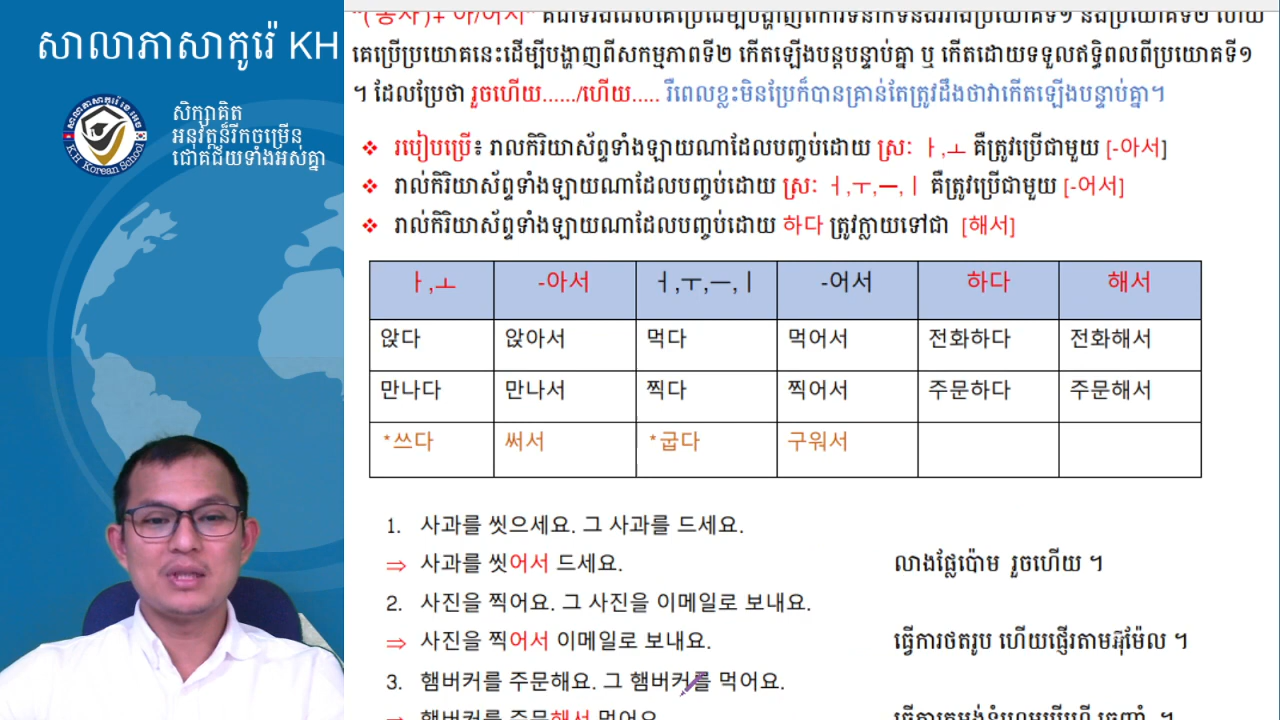 សាលាភាសាកូរ៉េ KH
សិក្សាគិត
អនុវត្តន៍រីកចម្រើន
ជោគជ័យទាំងអស់គ្នា
K.H Korean School
គេប្រើប្រយោគនេះដើម្បីបង្ហាញពីសកម្មភាពទី២ កើតឡើងបន្តបន្ទាប់គ្នា ឬ កើតដោយទទួលឥទ្ធិពលពីប្រយោគទី១
។ ដែលប្រែថា រួចហើយ....../ហើយ..... រីពេលខ្លះមិនប្រែក៏បានគ្រាន់តែត្រូវដឹងថាវាកើតឡើងបន្ទាប់គ្នា។
❖ របៀបប្រើ៖ រាលកិរិយាស័ព្ទទាំងឡាយណាដែលបញ្ចប់ដោយ ស្រៈ ㅏ,ㅗ គឺត្រូវប្រើជាមួយ [-아서]
❖ រាល់កិរិយាស័ព្ទទាំងឡាយណាដែលបញ្ចប់ដោយ ស្រៈ ㅓ,ㅜ,ㅡ,ㅣ គឺត្រូវប្រើជាមួយ [-어서]
❖ រាល់កិរិយាស័ព្ទទាំងឡាយណាដែលបញ្ចប់ដោយ 하다 ត្រូវក្លាយទៅជា [해서]
ㅏ,ㅗ -아서 ㅓ,ㅜ,ㅡ,ㅣ -어서 하다 해서
앉다 앉아서 먹다 먹어서 전화하다 전화해서
만나다 만나서 찍다 찍어서 주문하다 주문해서
*쓰다 써서 *굽다 구워서
1. 사과를 씻으세요. 그 사과를 드세요.
⇒ 사과를 씻어서 드세요. លាងផ្លែប៉ោម រួចហើយ ។
2. 사진을 찍어요. 그 사진을 이메일로 보내요.
⇒ 사진을 찍어서 이메일로 보내요. ធ្វើការថតរូប ហើយផ្ញើរតាមអ៊ីម៉ែល ។
3. 햄버커를 주문해요. 그 햄버커를 먹어요.
⇒ 햄버커를 주문해서 먹어요